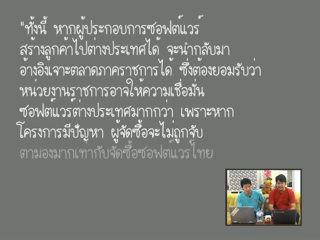 "ทั้งนี้ หากผู้ประกอบการซอฟต์แวร์
สร้างลูกค้าไปต่างประเทศได้ จะนำกลับมา
อ้างอิงเจาะตลาดภาคราชการได้ ซึ่งต้องยอมรับว่า
หน่วยงานราชการอาจให้ความเชื่อมั่น
ซอฟต์แวร์ต่างประเทศมากกว่า เพราะหาก
โครงการมีปัญหา ผู้จัดซื้อจะไม่ถูกจับ
ตามองมากเท่ากับจัดซื้อซอฟต์แวร์ไทย